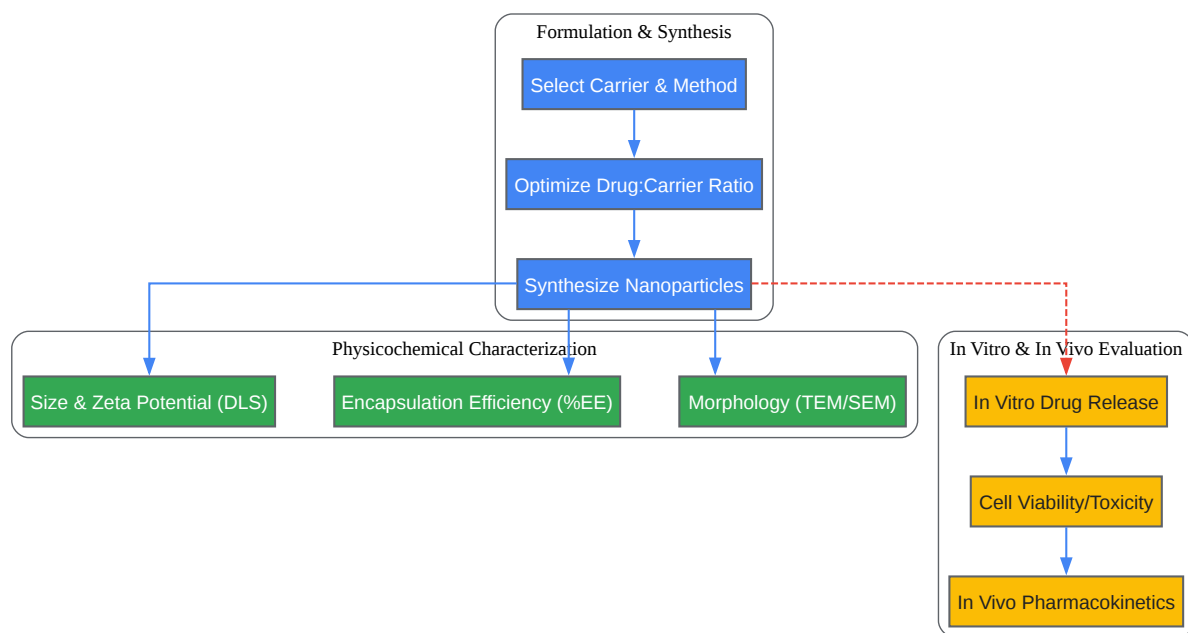 Formulation & Synthesis
Select Carrier & Method
Optimize Drug:Carrier Ratio
Synthesize Nanoparticles
Physicochemical Characterization
Size & Zeta Potential (DLS)
Encapsulation Efficiency (%EE)
Morphology (TEM/SEM)
In Vitro & In Vivo Evaluation
In Vitro Drug Release
Cell Viability/Toxicity
In Vivo Pharmacokinetics